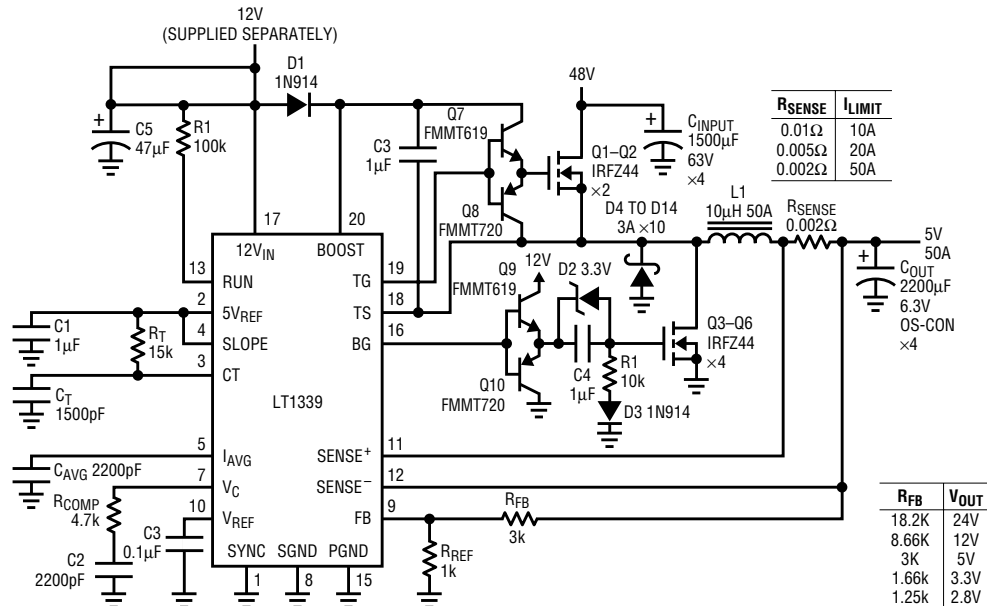 12V
(SUPPLIED SEPARATELY)
D1
1N914
48V
Q7
FMMT619
+
C5
47µF
R1
100k
C3
1µF
Q1–Q2
IRFZ44
×2
+
CINPUT
1500µF
63V
×4
RSENSE ILIMIT
0.01Ω 10A
0.005Ω 20A
0.002Ω 50A
Q8
FMMT720
D4 TO D14
3A ×10
L1
10µH 50A
RSENSE
0.002Ω
17
20
12VIN
BOOST
13
RUN
TG
19
2
5VREF
TS
18
4
SLOPE
BG
16
3
CT
LT1339
C1
1µF
RT
15k
CT
1500pF
Q9
FMMT619
12V
D2 3.3V
Q10
FMMT720
C4
1µF
R1
10k
D3 1N914
Q3–Q6
IRFZ44
×4
5V
50A
+
COUT
2200µF
6.3V
OS-CON
×4
5
IAVG
SENSE+
11
CAVG 2200pF
7
VC
SENSE–
12
RCOMP
4.7k
10
VREF
FB
9
C2
2200pF
C3
0.1µF
SYNC SGND PGND
1
8
15
RFB
3k
RREF
1k
RFB VOUT
18.2K 24V
8.66K 12V
3K 5V
1.66k 3.3V
1.25k 2.8V